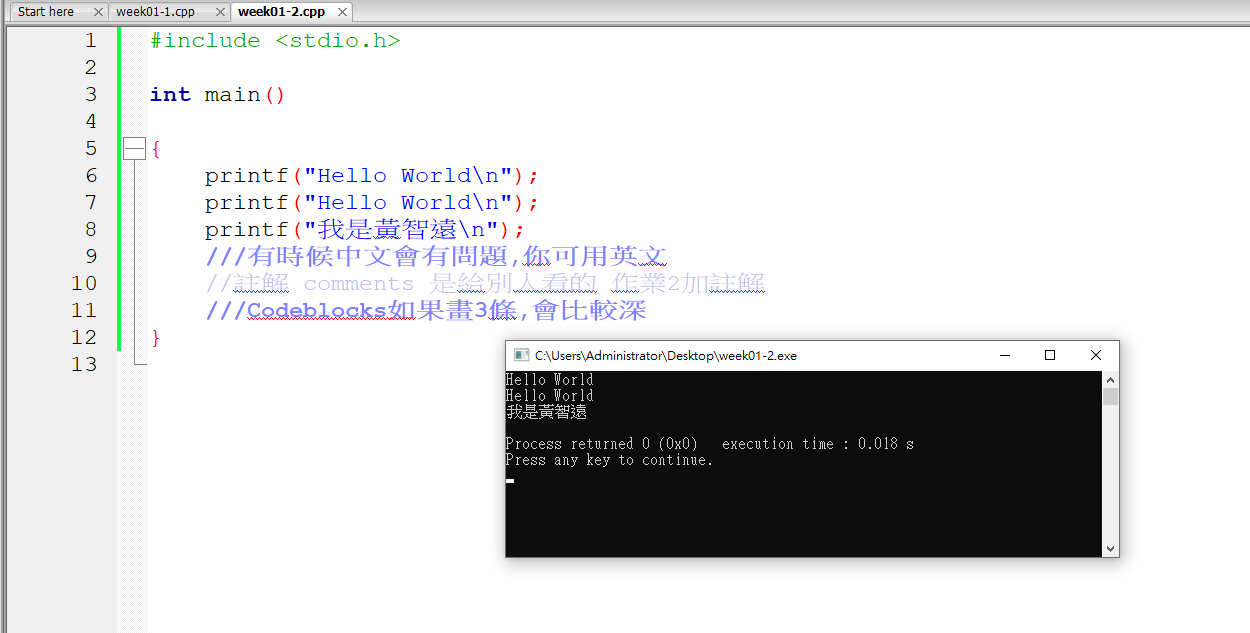 Start here × week01-1.cpp × week01-2.cpp ×
1 #include <stdio.h>
2
3 int main()
4
5 {
6 printf("Hello World\n");
7 printf("Hello World\n");
8 printf("我是黃智遠\n");
9 ///有時候中文會有問題,你可用英文
10 //註解 comments 是給別人看的 作業2加註解
11 ///Codeblocks如果畫3條,會比較深
12 }
13
C:\Users\Administrator\Desktop\week01-2.exe
Hello World
Hello World
我是黃智遠
Process returned 0 (0x0) execution time : 0.018 s
Press any key to continue.